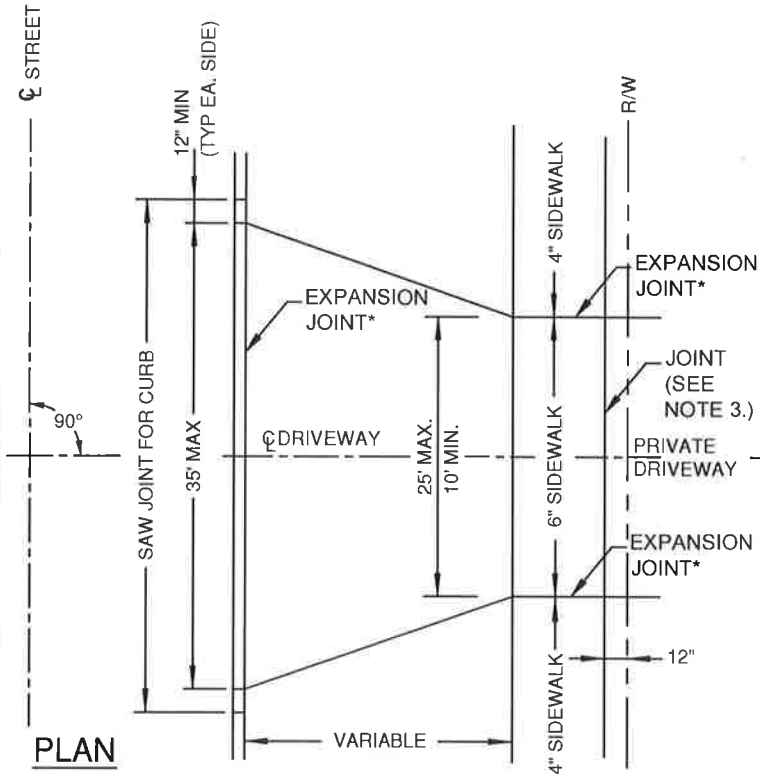 ℄ STREET
12" MIN
(TYP EA. SIDE)
R/W
4" SIDEWALK
EXPANSION
JOINT*
EXPANSION
JOINT*
JOINT
(SEE
NOTE 3.)
90°
SAW JOINT FOR CURB
35' MAX
℄ DRIVEWAY
25' MAX.
10' MIN.
6" SIDEWALK
PRIVATE
DRIVEWAY
EXPANSION
JOINT*
4" SIDEWALK
12"
VARIABLE
PLAN